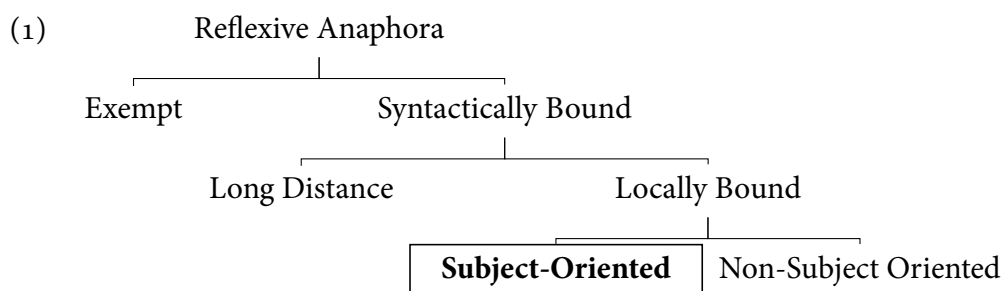 (1) Reflexive Anaphora
Exempt Syntactically Bound
Long Distance Locally Bound
Subject-Oriented Non-Subject Oriented